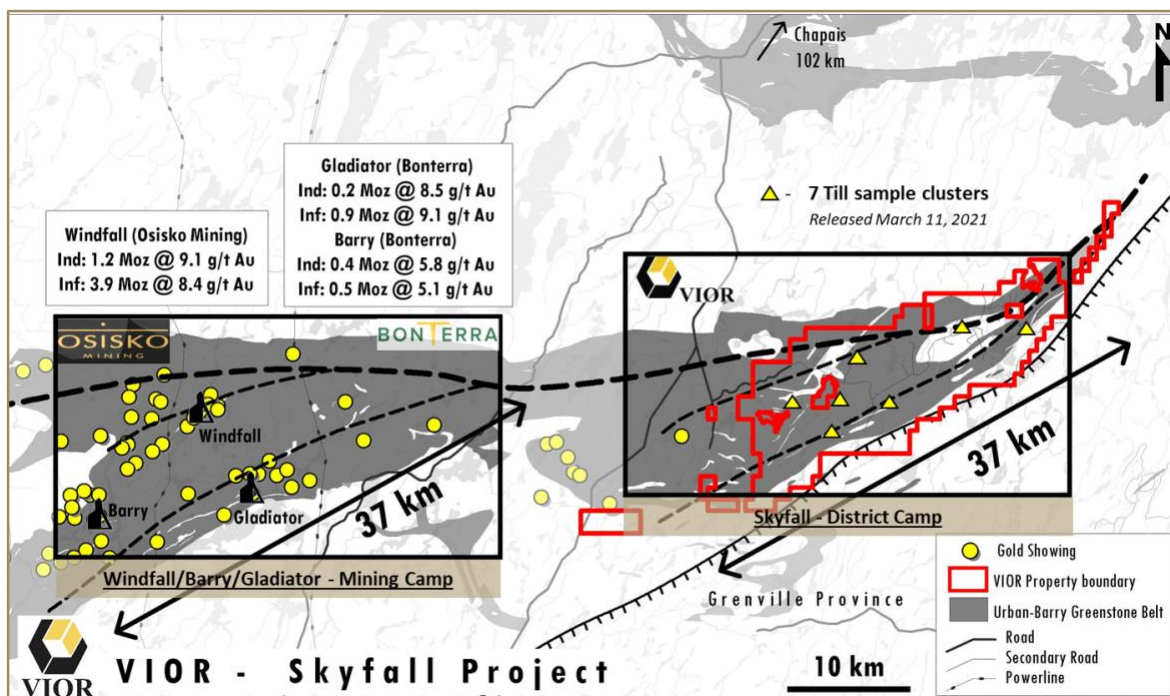 Chapais
102 km
N
Gladiator (Bonterra)
Ind: 0.2 Moz @ 8.5 g/t Au
Inf: 0.9 Moz @ 9.1 g/t Au
Barry (Bonterra)
Ind: 0.4 Moz @ 5.8 g/t Au
Inf: 0.5 Moz @ 5.1 g/t Au
Windfall (Osisko Mining)
Ind: 1.2 Moz @ 9.1 g/t Au
Inf: 3.9 Moz @ 8.4 g/t Au
- 7 Till sample clusters
Released March 11, 2021
VIOR
OSISKO
MINING
BONTERRA
Windfall
Barry
Gladiator
37 km
37 km
Windfall/Barry/Gladiator - Mining Camp
Skyfall - District Camp
Grenville Province
Gold Showing
VIOR Property boundary
Urban-Barry Greenstone Belt
Road
Secondary Road
Powerline
VIOR
VIOR - Skyfall Project
10 km